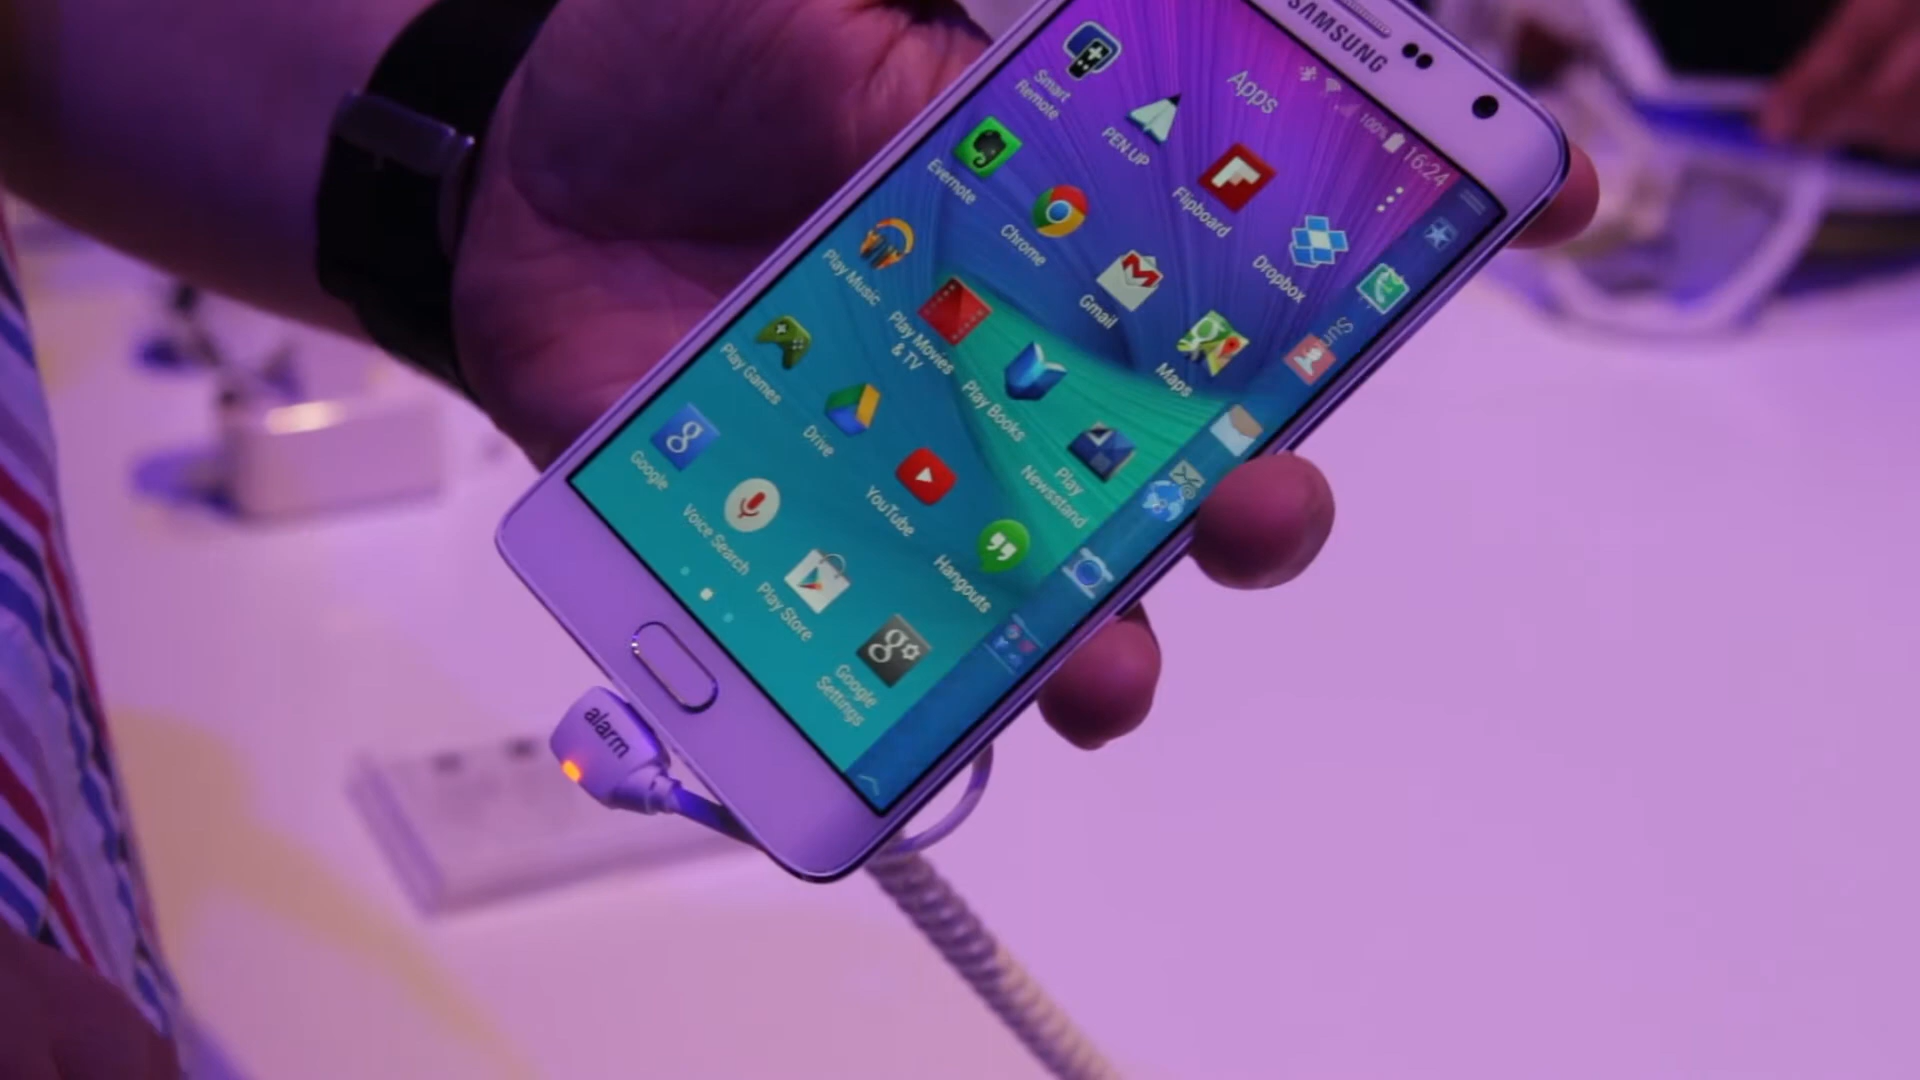 SAMSUNG
100%
16:24
Apps
Smart
Remote
PEN.UP
Flipboard
Dropbox
Evernote
Chrome
Gmail
Maps
Play Music
Play Movies
& TV
Play Books
Play
Newsstand
Play Games
Drive
YouTube
Hangouts
Google
Voice Search
Play Store
Google
Settings
alarm